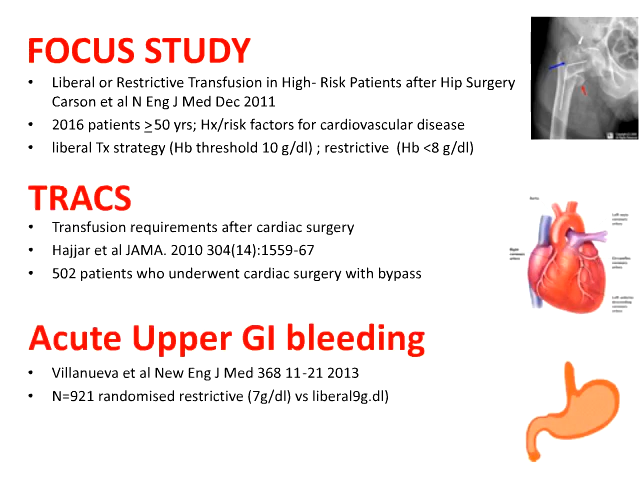 FOCUS STUDY
• Liberal or Restrictive Transfusion in High- Risk Patients after Hip Surgery
Carson et al N Eng J Med Dec 2011
• 2016 patients >50 yrs; Hx/risk factors for cardiovascular disease
• liberal Tx strategy (Hb threshold 10 g/dl) ; restrictive (Hb <8 g/dl)
TRACS
• Transfusion requirements after cardiac surgery
• Hajjar et al JAMA. 2010 304(14):1559-67
• 502 patients who underwent cardiac surgery with bypass
Acute Upper GI bleeding
• Villanueva et al New Eng J Med 368 11-21 2013
• N=921 randomised restrictive (7g/dl) vs liberal9g.dl)